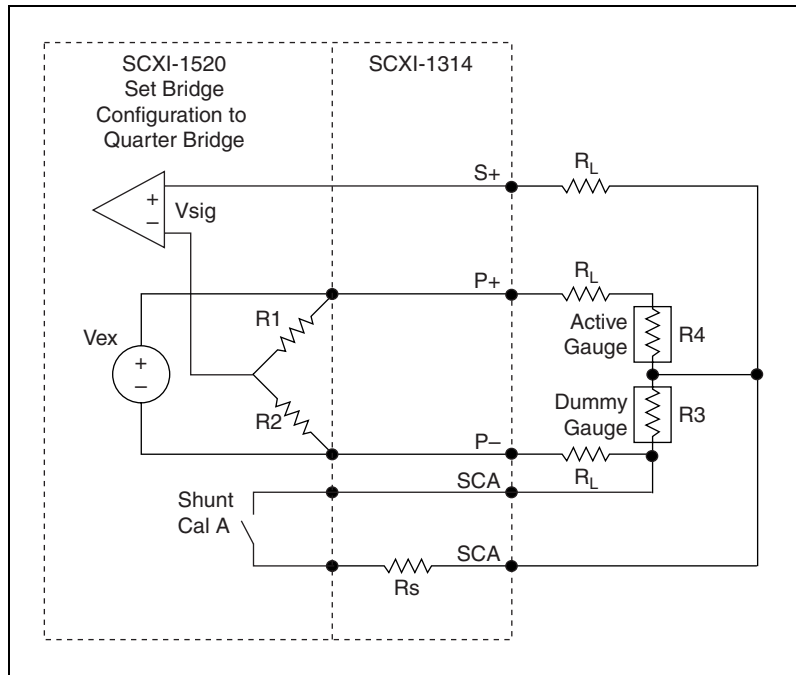 SCXI-1520
Set Bridge
Configuration to
Quarter Bridge
SCXI-1314
S+
RL
+
–
Vsig
P+
RL
R1
Active
Gauge
R4
Vex
+
–
R2
Dummy
Gauge
R3
P–
RL
SCA
Shunt
Cal A
SCA
Rs